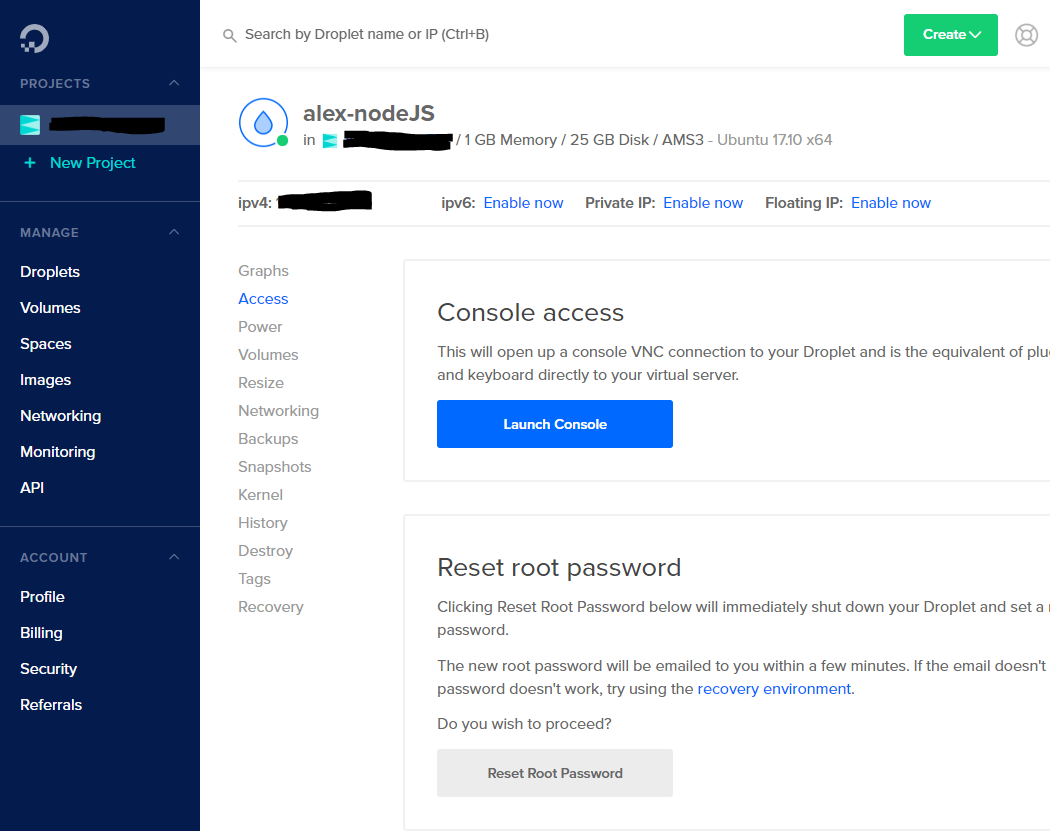 Search by Droplet name or IP (Ctrl+B)
Create
PROJECTS
New Project
MANAGE
Droplets
Volumes
Spaces
Images
Networking
Monitoring
API
ACCOUNT
Profile
Billing
Security
Referrals
alex-nodeJS
in / 1 GB Memory / 25 GB Disk / AMS3 - Ubuntu 17.10 x64
ipv4: ipv6: Enable now Private IP: Enable now Floating IP: Enable now
Graphs
Access
Power
Volumes
Resize
Networking
Backups
Snapshots
Kernel
History
Destroy
Tags
Recovery
Console access
This will open up a console VNC connection to your Droplet and is the equivalent of
and keyboard directly to your virtual server.
Launch Console
Reset root password
Clicking Reset Root Password below will immediately shut down your Droplet and set a
password.
The new root password will be emailed to you within a few minutes. If the email doesn't
password doesn't work, try using the recovery environment.
Do you wish to proceed?
Reset Root Password